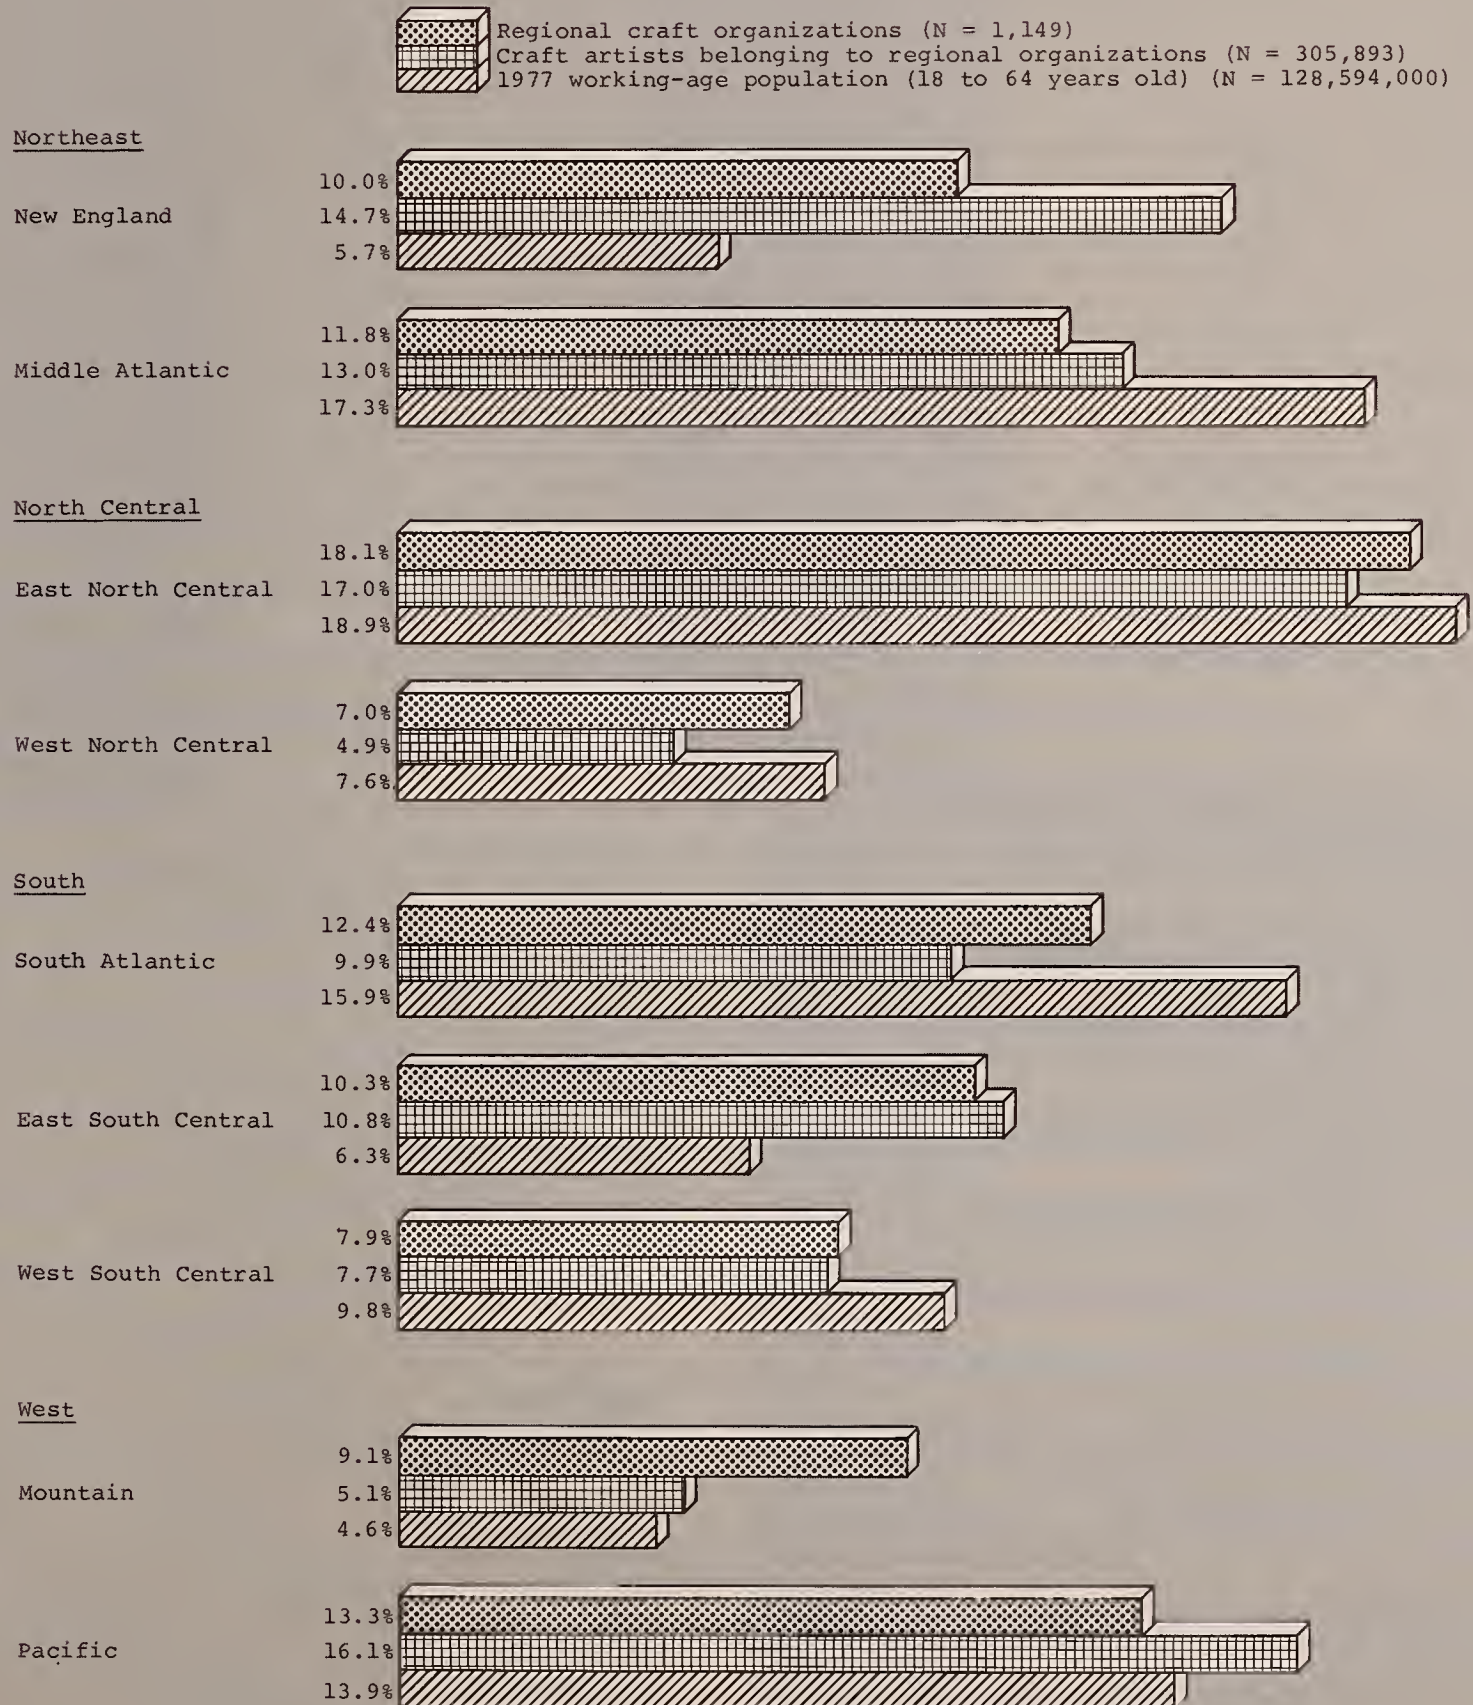 Regional craft organizations (N = 1,149)
Craft artists belonging to regional organizations (N = 305,893)
1977 working-age population (18 to 64 years old) (N = 128,594,000)
Northeast
10.0%
New England 14.7%
5.7%
11.8%
Middle Atlantic 13.0%
17.3%
North Central
18.1%
East North Central 17.0%
18.9%
7.0%
West North Central 4.9%
7.6%
South
12.4%
South Atlantic 9.9%
15.9%
10.3%
East South Central 10.8%
6.3%
7.9%
West South Central 7.7%
9.8%
West
9.1%
Mountain 5.1%
4.6%
13.3%
Pacific 16.1%
13.9%